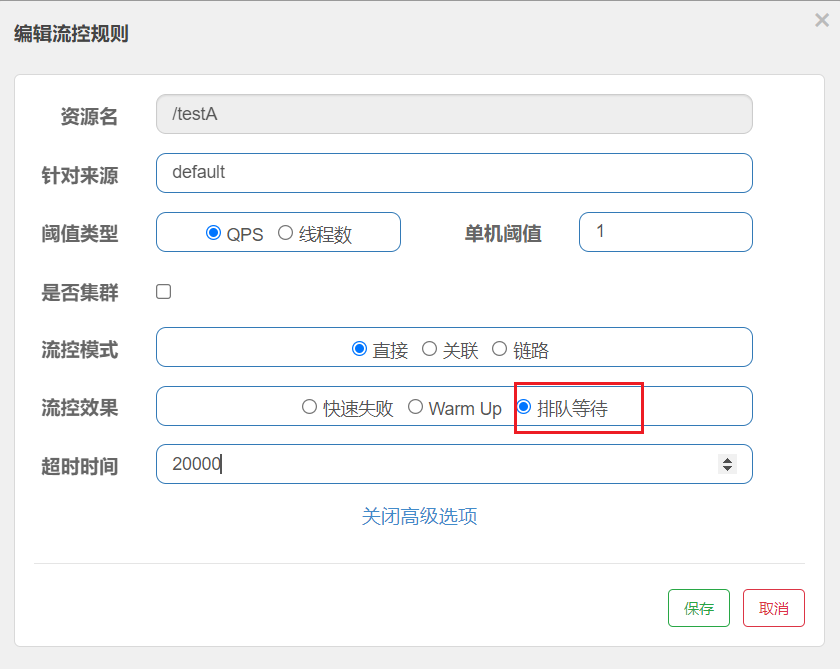 编辑流控规则 ×
资源名 /testA
针对来源 default
阈值类型 QPS 线程数 单机阈值 1
是否集群
流控模式 直接 关联 链路
流控效果 快速失败 Warm Up 排队等待
超时时间 20000
关闭高级选项
保存 取消